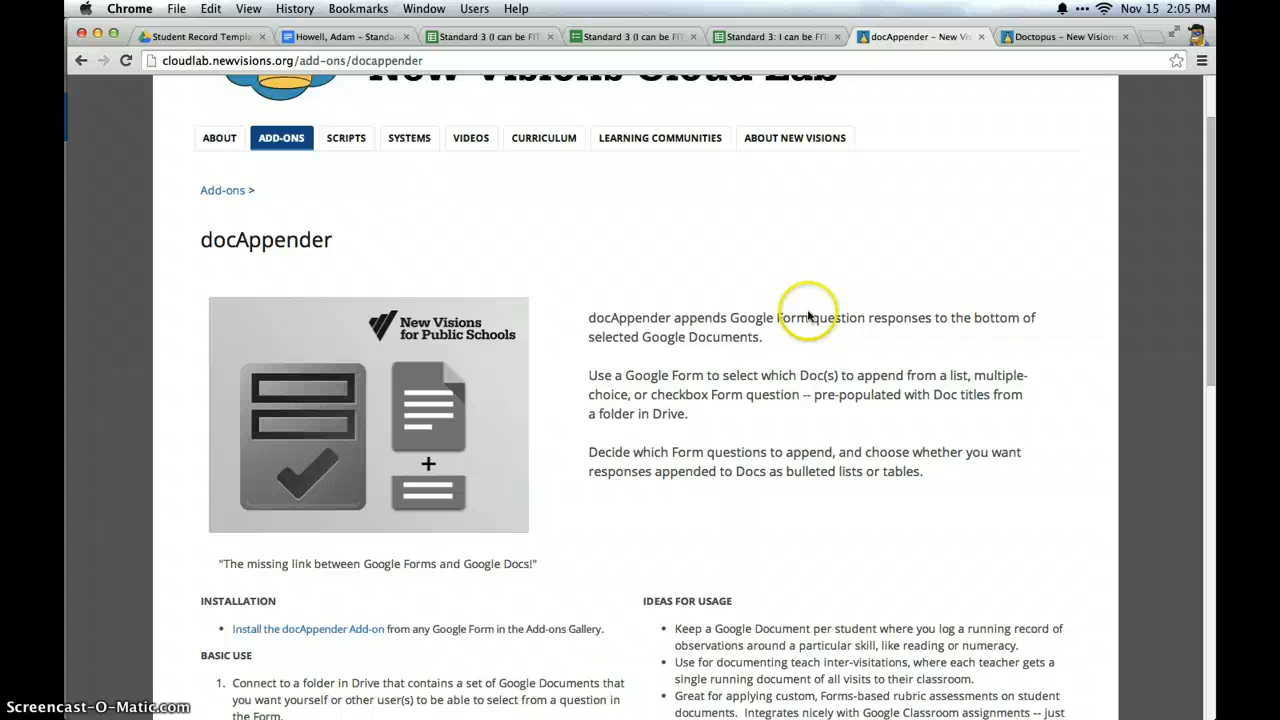 Chrome File Edit View History Bookmarks Window Users Help Nov 15 2:05 PM
Student Record Templa Howell, Adam – Standa Standard 3 (I can be FIT Standard 3 (I can be FIT Standard 3: I can be FIT docAppender – New Vis Doctopus – New Visions
cloudlab.newvisions.org/add-ons/docappender
New Visions Cloud Lab
ABOUT ADD-ONS SCRIPTS SYSTEMS VIDEOS CURRICULUM LEARNING COMMUNITIES ABOUT NEW VISIONS
Add-ons >
docAppender
New Visions
for Public Schools
+
"The missing link between Google Forms and Google Docs!"
docAppender appends Google Form question responses to the bottom of
selected Google Documents.
Use a Google Form to select which Doc(s) to append from a list, multiple-
choice, or checkbox Form question -- pre-populated with Doc titles from
a folder in Drive.
Decide which Form questions to append, and choose whether you want
responses appended to Docs as bulleted lists or tables.
INSTALLATION
• Install the docAppender Add-on from any Google Form in the Add-ons Gallery.
BASIC USE
1. Connect to a folder in Drive that contains a set of Google Documents that
you want yourself or other user(s) to be able to select from a question in
the Form.
IDEAS FOR USAGE
• Keep a Google Document per student where you log a running record of
observations around a particular skill, like reading or numeracy.
• Use for documenting teach inter-visitations, where each teacher gets a
single running document of all visits to their classroom.
• Great for applying custom, Forms-based rubric assessments on student
documents. Integrates nicely with Google Classroom assignments -- just
Screencast-O-Matic.com